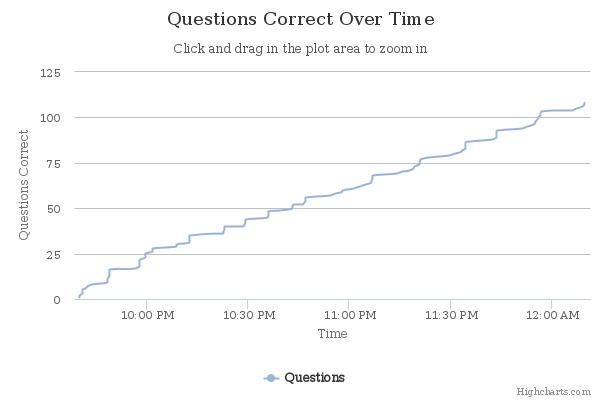 Questions Correct Over Time
Click and drag in the plot area to zoom in
Questions Correct
125
100
75
50
25
0
10:00 PM
10:30 PM
11:00 PM
11:30 PM
12:00 AM
Time
Questions
Highcharts.com